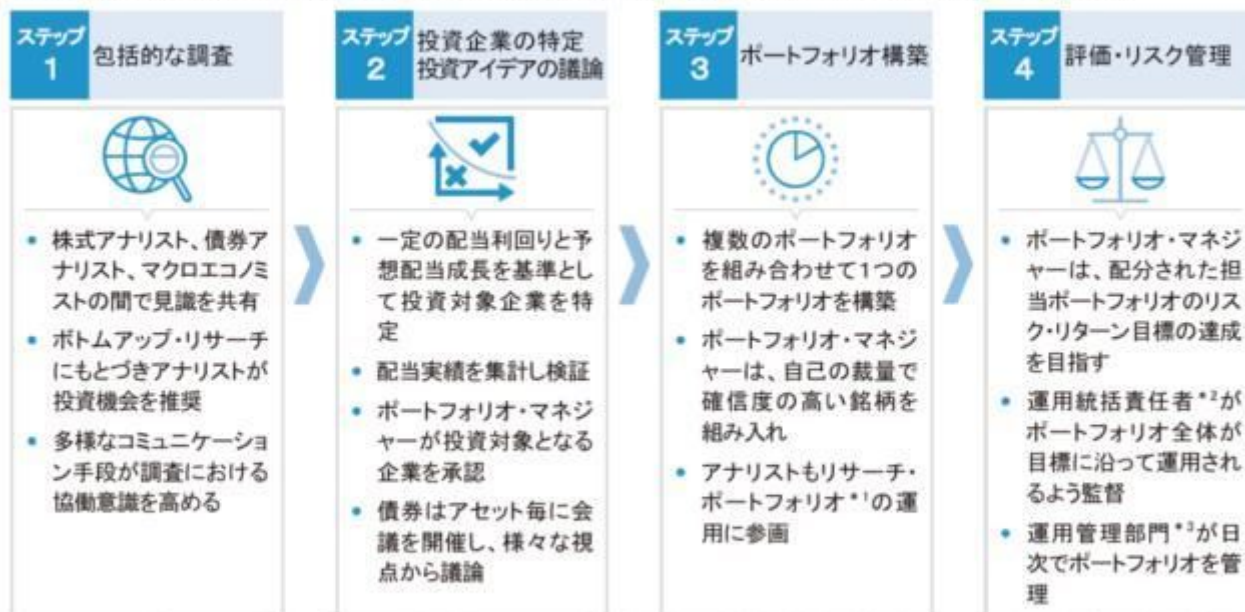 ステップ
1
包括的な調査
• 株式アナリスト、債券ア
ナリスト、マクロエコノミ
ストの間で見識を共有
• ボトムアップ・リサーチ
にもとづきアナリストが
投資機会を推奨
• 多様なコミュニケーショ
ン手段が調査における
協働意識を高める
ステップ
2
投資企業の特定
投資アイデアの議論
• 一定の配当利回りと予
想配当成長を基準とし
て投資対象企業を特
定
• 配当実績を集計し検証
• ポートフォリオ・マネジ
ャーが投資対象となる
企業を承認
• 債券はアセット毎に会
議を開催し、様々な視
点から議論
ステップ
3
ポートフォリオ構築
• 複数のポートフォリオ
を組み合わせて1つの
ポートフォリオを構築
• ポートフォリオ・マネジ
ャーは、自己の裁量で
確信度の高い銘柄を
組み入れ
• アナリストもリサーチ・
ポートフォリオ*1の運
用に参画
ステップ
4
評価・リスク管理
• ポートフォリオ・マネジ
ャーは、配分された担
当ポートフォリオのリス
ク・リターン目標の達成
を目指す
• 運用統括責任者*2が
ポートフォリオ全体が
目標に沿って運用され
るよう監督
• 運用管理部門*3が日
次でポートフォリオを管
理